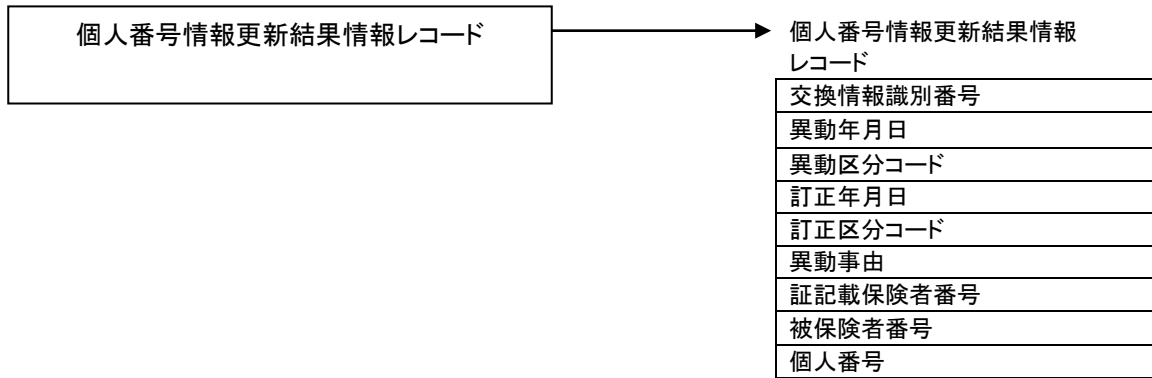 個人番号情報更新結果情報レコード
個人番号情報更新結果情報
レコード
交換情報識別番号
異動年月日
異動区分コード
訂正年月日
訂正区分コード
異動事由
証記載保険者番号
被保険者番号
個人番号